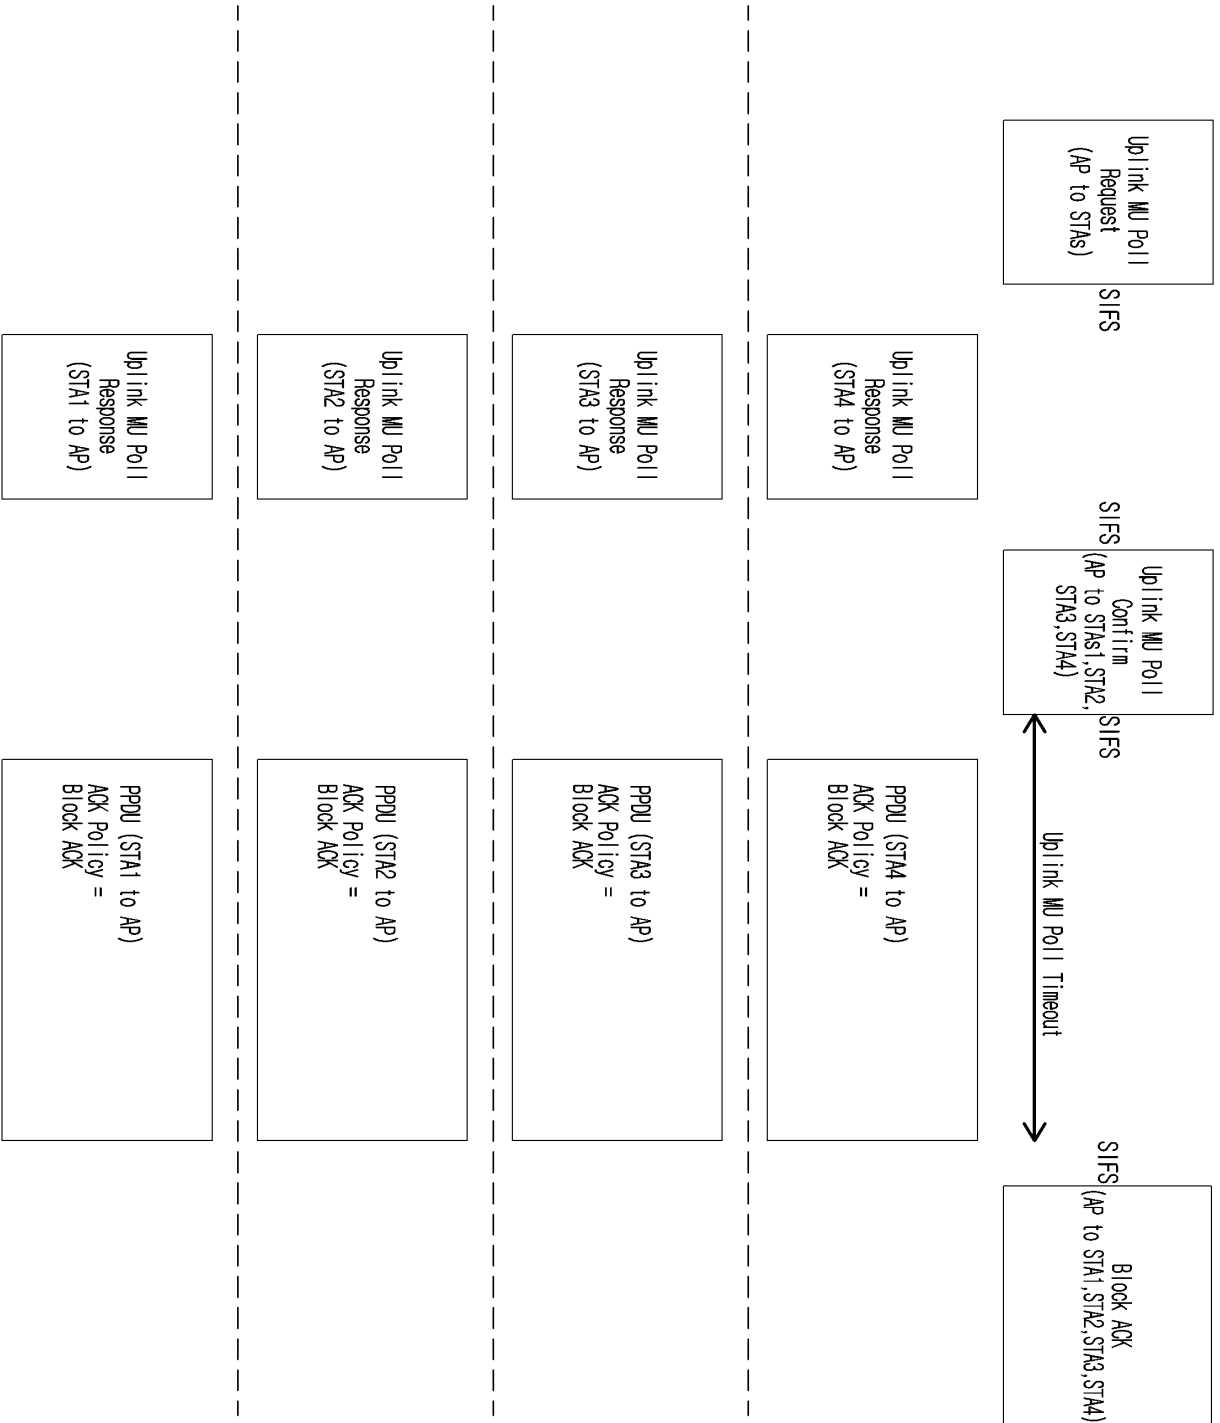 Uplink MU Poll
Request
(AP to STAs)
SIFS
SIFS
Uplink MU Poll
Confirm
(AP to STAs1,STA2,
STA3,STA4)
SIFS
Uplink MU Poll Timeout
SIFS
Block ACK
(AP to STA1,STA2,STA3,STA4)
Uplink MU Poll
Response
(STA4 to AP)
PPDU (STA4 to AP)
ACK Policy =
Block ACK
Uplink MU Poll
Response
(STA3 to AP)
PPDU (STA3 to AP)
ACK Policy =
Block ACK
Uplink MU Poll
Response
(STA2 to AP)
PPDU (STA2 to AP)
ACK Policy =
Block ACK
Uplink MU Poll
Response
(STA1 to AP)
PPDU (STA1 to AP)
ACK Policy =
Block ACK